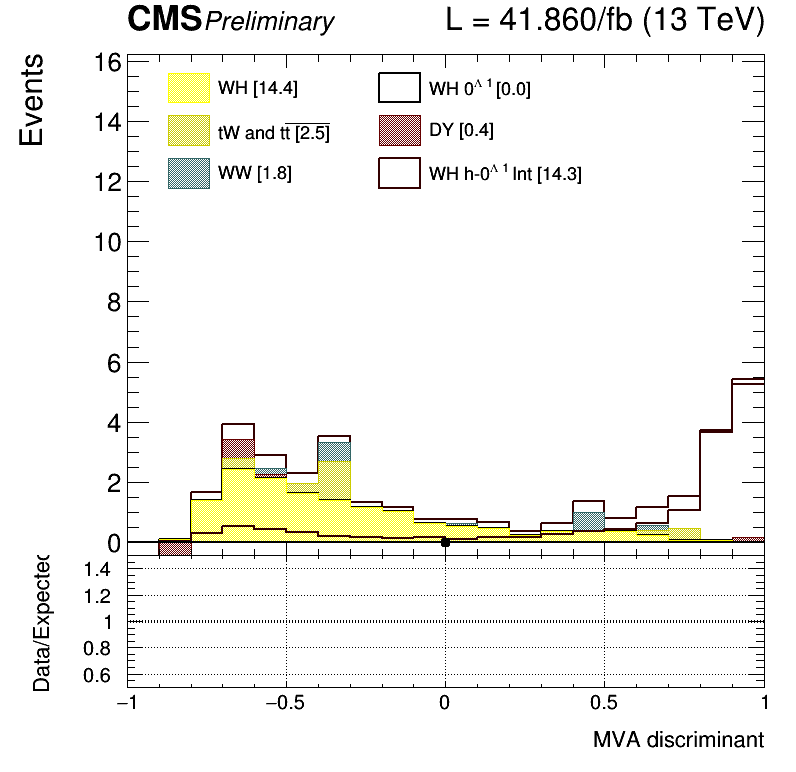 CMS Preliminary L = 41.860/fb (13 TeV)
Events
16
14
12
10
8
6
4
2
0
WH [14.4]
tW and tt [2.5]
WW [1.8]
WH 0^Λ 1 [0.0]
DY [0.4]
WH h-0^Λ 1 Int [14.3]
Data/Expected
1.4
1.2
1
0.8
0.6
−1 −0.5 0 0.5 1
MVA discriminant